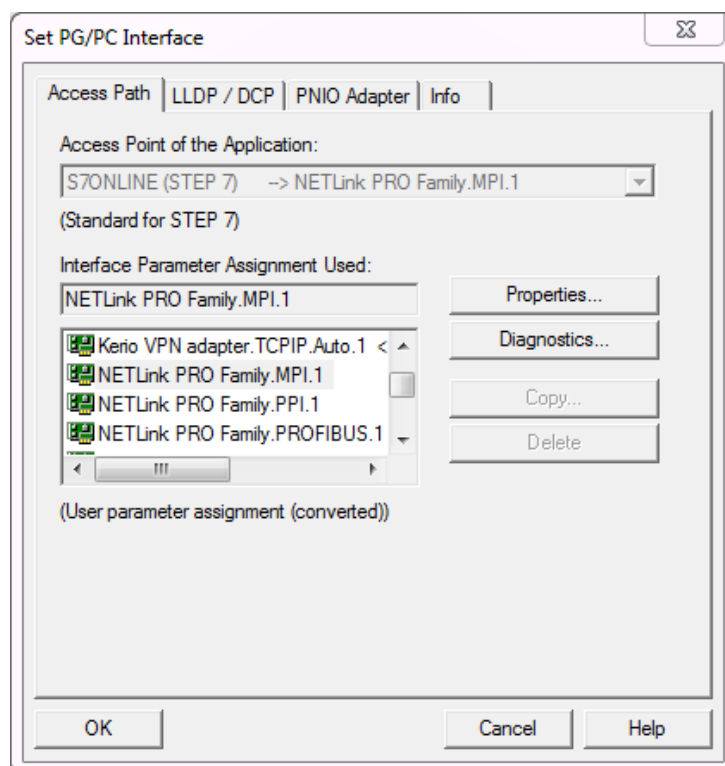 Set PG/PC Interface
Access Path LLDP / DCP PNIO Adapter Info
Access Point of the Application:
S7ONLINE (STEP 7) --> NETLink PRO Family.MPI.1
(Standard for STEP 7)
Interface Parameter Assignment Used:
NETLink PRO Family.MPI.1
Properties...
Kerio VPN adapter.TCPIP.Auto.1 <
Diagnostics...
NETLink PRO Family.MPI.1
NETLink PRO Family.PPI.1
Copy...
NETLink PRO Family.PROFIBUS.1
Delete
(User parameter assignment (converted))
OK Cancel Help